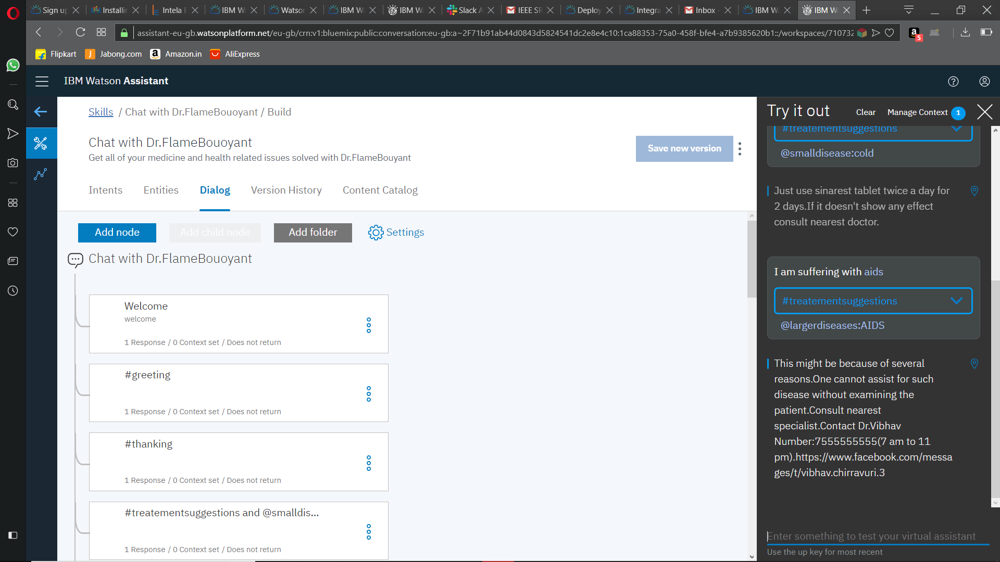 Sign up
Installin
Intela E
IBM Wa
Watson
IBM Wa
IBM Wa
Slack A
IEEE SR
Deploy
Integra
Inbox -
IBM Wa
IBM Wa
assistant-eu-gb.watsonplatform.net/eu-gb/crn:v1:bluemix:public:conversation:eu-gb:a~2F71b91ab44d0843d5824541dc2e8e4c10:1ca88353-75a0-458f-bfe4-a7b9385620b1::/workspaces/710732
5
Flipkart
Jabong.com
Amazon.in
AliExpress
IBM Watson Assistant
Skills / Chat with Dr.FlameBouoyant / Build
Chat with Dr.FlameBouoyant
Get all of your medicine and health related issues solved with Dr.FlameBouyant
Save new version
Intents
Entities
Dialog
Version History
Content Catalog
Add node
Add child node
Add folder
Settings
Chat with Dr.FlameBouoyant
Welcome
welcome
1 Response / 0 Context set / Does not return
#greeting
1 Response / 0 Context set / Does not return
#thanking
1 Response / 0 Context set / Does not return
#treatementsuggestions and @smalldis...
1 Response / 0 Context set / Does not return
Try it out
Clear
Manage Context 1
#treatementsuggestions
@smalldisease:cold
Just use sinarest tablet twice a day for
2 days.If it doesn't show any effect
consult nearest doctor.
I am suffering with aids
#treatementsuggestions
@largerdiseases:AIDS
This might be because of several
reasons.One cannot assist for such
disease without examining the
patient.Consult nearest
specialist.Contact Dr.Vibhav
Number:7555555555(7 am to 11
pm).https://www.facebook.com/messa
ges/t/vibhav.chirravuri.3
Enter something to test your virtual assistant
Use the up key for most recent